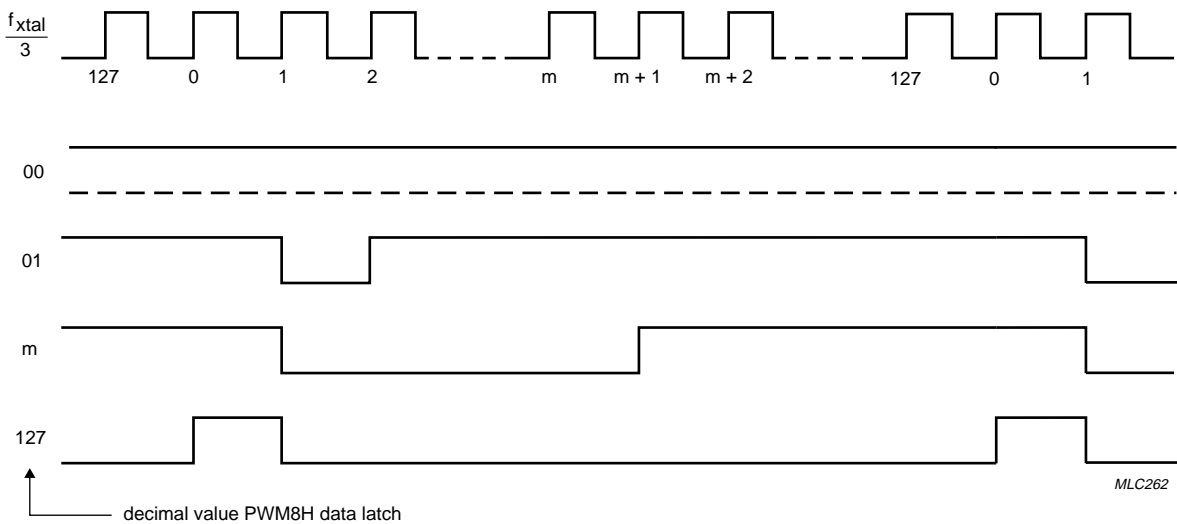 f xtal
3
127 0 1 2 m m + 1 m + 2 127 0 1
00
01
m
127
MLC262
decimal value PWM8H data latch